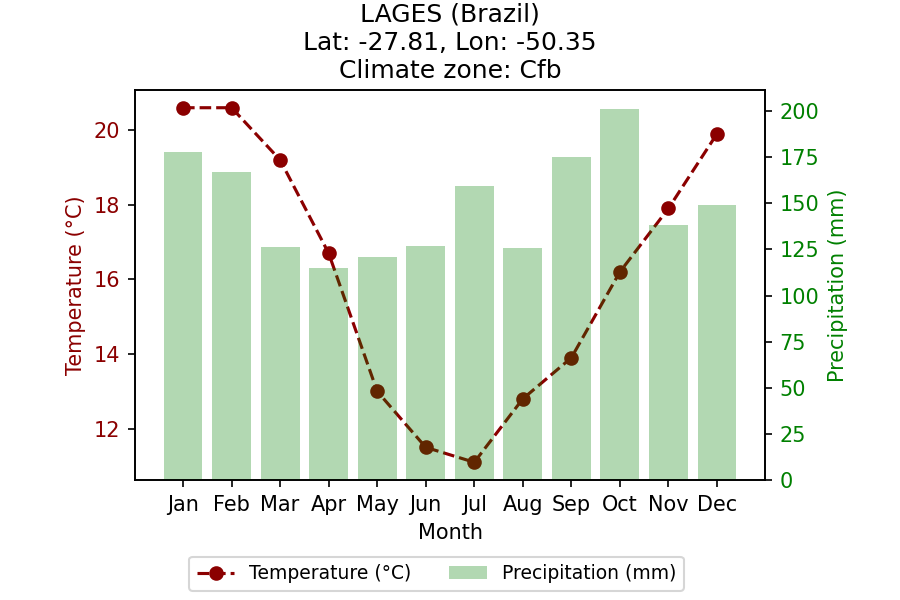 LAGES (Brazil)
Lat: -27.81, Lon: -50.35
Climate zone: Cfb
Temperature (°C)
20
18
16
14
12
200
175
150
125
100
75
50
25
0
Precipitation (mm)
Jan Feb Mar Apr May Jun Jul Aug Sep Oct Nov Dec
Month
Temperature (°C) Precipitation (mm)